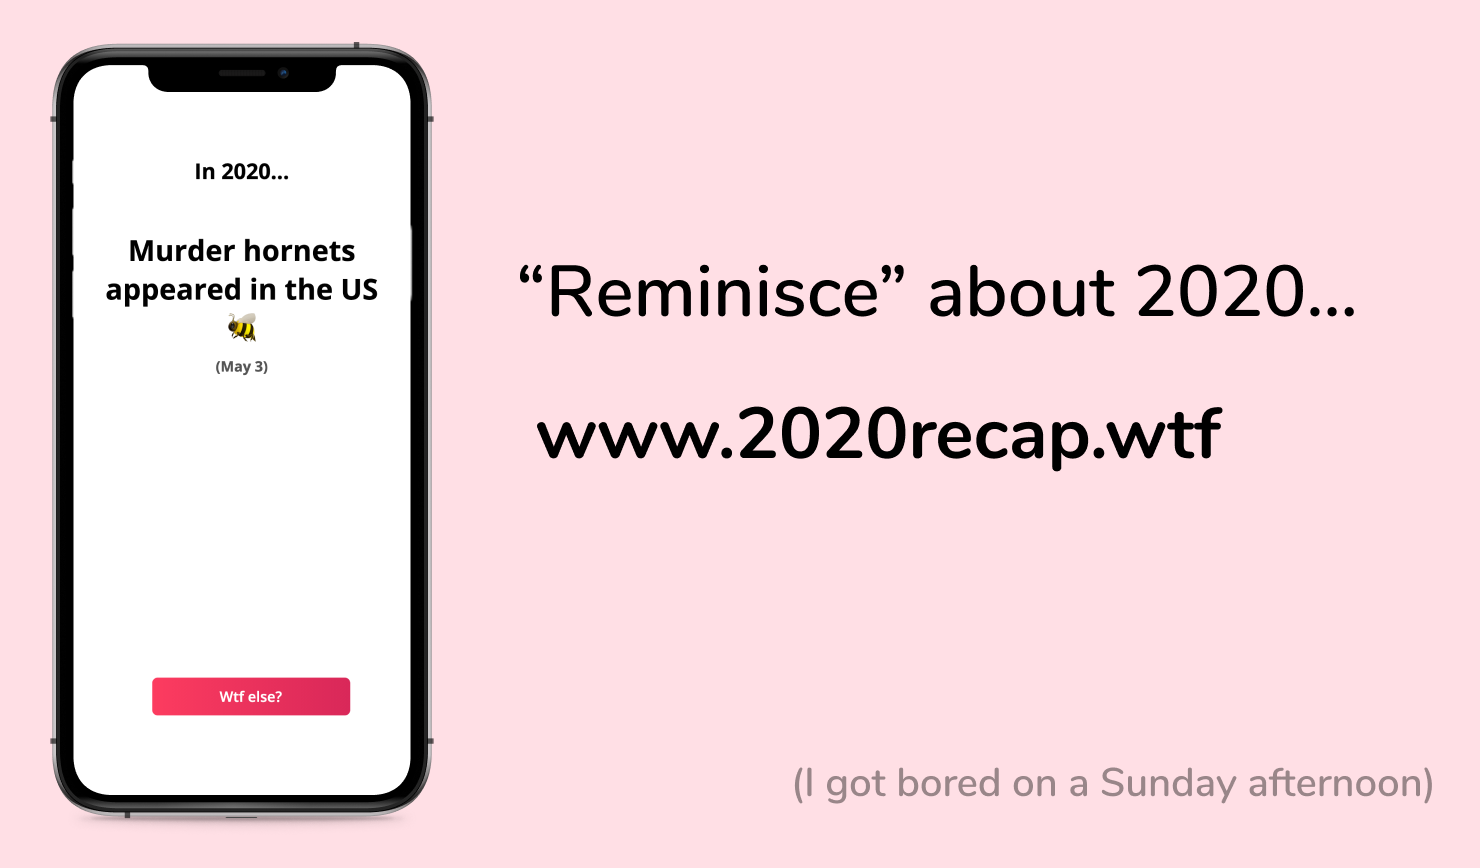 In 2020...
Murder hornets
appeared in the US
🐝
(May 3)
Wtf else?
“Reminisce” about 2020...
www.2020recap.wtf
(I got bored on a Sunday afternoon)